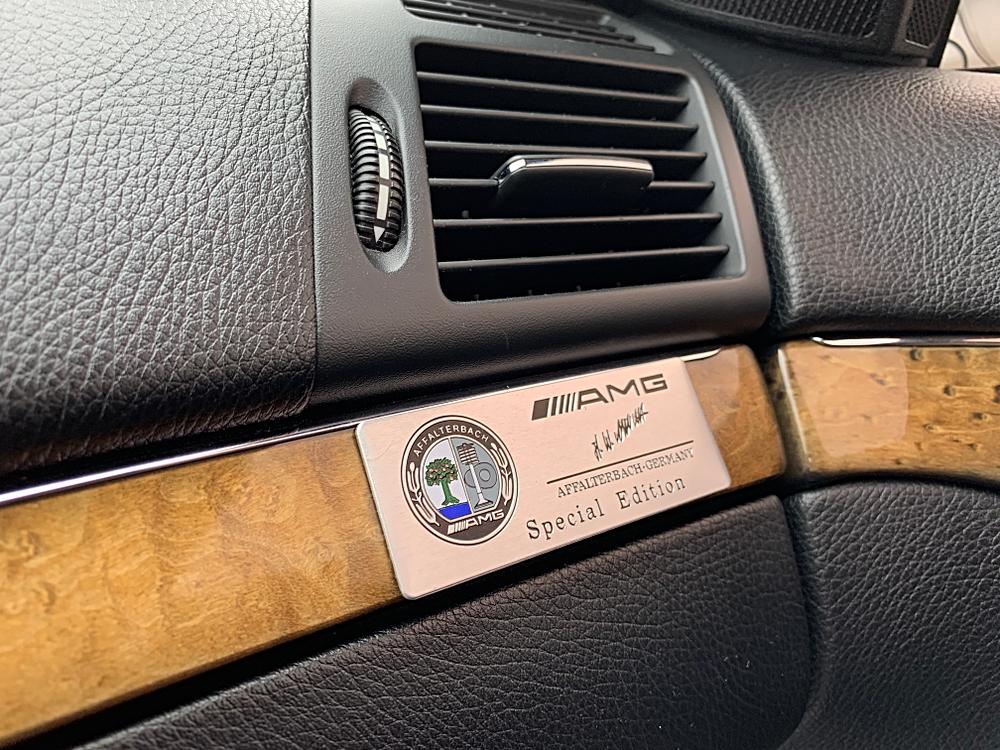 AFFALTERBACH
AMG
AMG
AFFALTERBACH·GERMANY
Special Edition